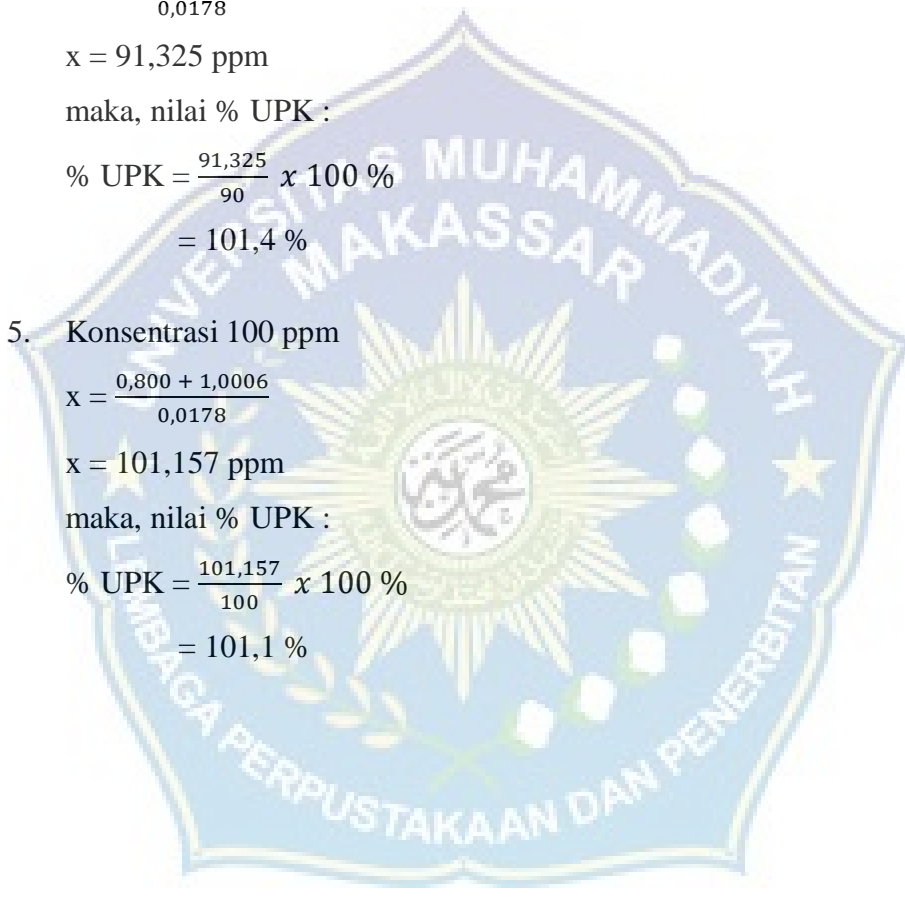 0,0178
x = 91,325 ppm
maka, nilai % UPK :
% UPK = 91,325/90 x 100 %
= 101,4 %
5. Konsentrasi 100 ppm
x = 0,800 + 1,0006/0,0178
x = 101,157 ppm
maka, nilai % UPK :
% UPK = 101,157/100 x 100 %
= 101,1 %
UNIVERSITAS MUHAMMADIYAH
MAKASSAR
LEMBAGA PERPUSTAKAAN DAN PENERBITAN